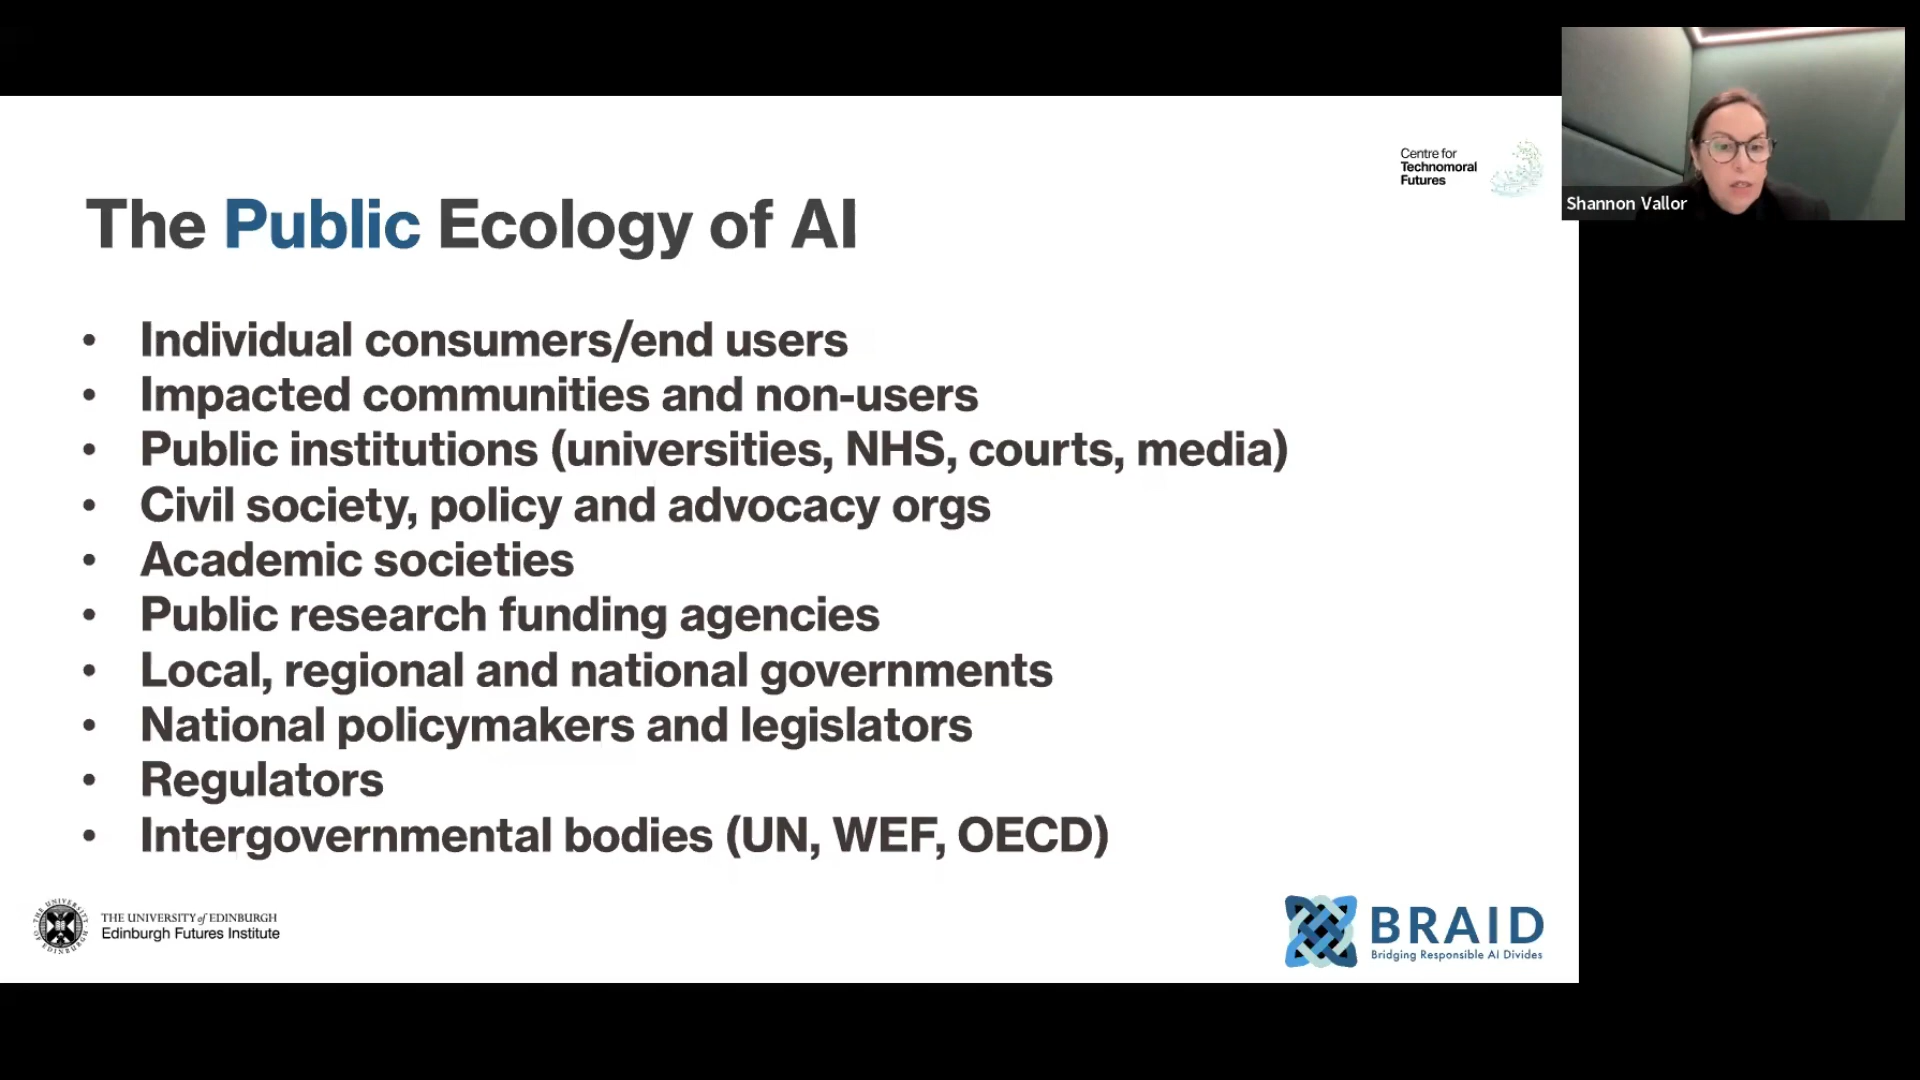 Centre for
Technomoral
Futures
Shannon Vallor
The Public Ecology of AI
• Individual consumers/end users
• Impacted communities and non-users
• Public institutions (universities, NHS, courts, media)
• Civil society, policy and advocacy orgs
• Academic societies
• Public research funding agencies
• Local, regional and national governments
• National policymakers and legislators
• Regulators
• Intergovernmental bodies (UN, WEF, OECD)
THE UNIVERSITY of EDINBURGH
Edinburgh Futures Institute
BRAID
Bridging Responsible AI Divides